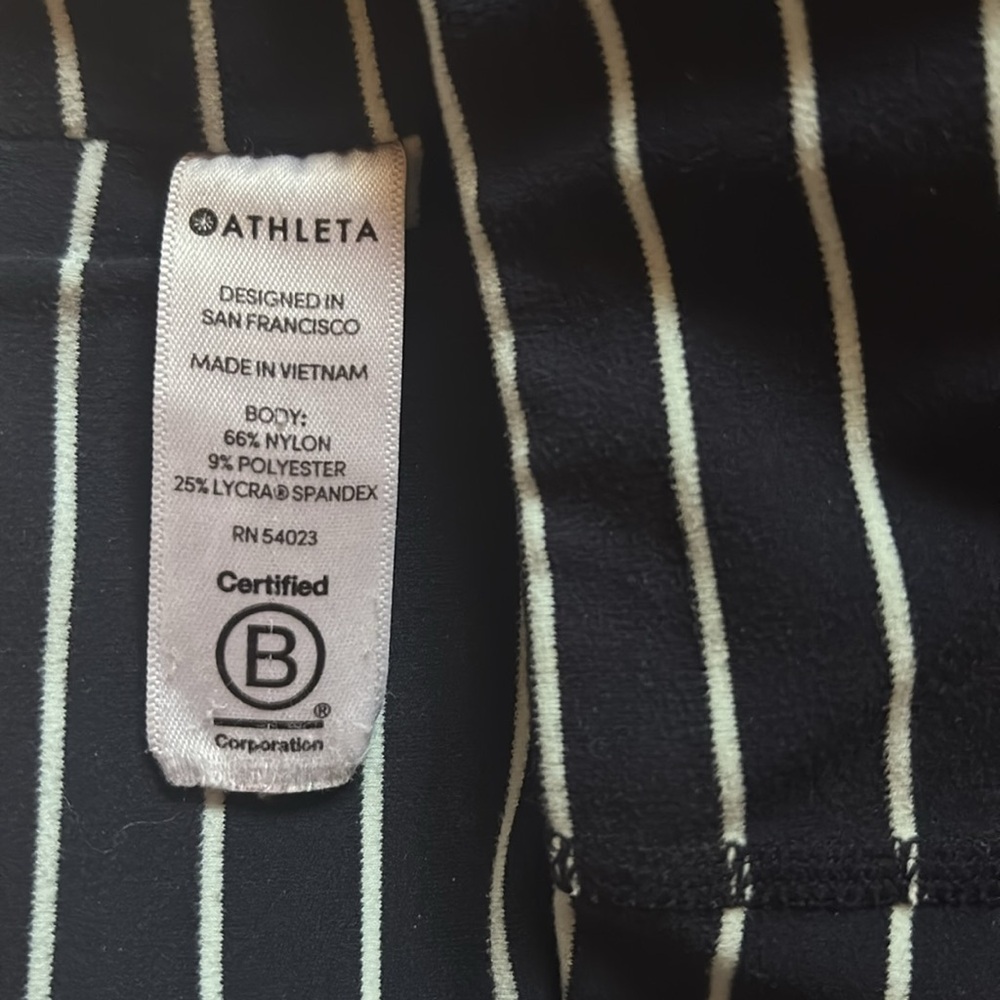 ATHLETA
DESIGNED IN
SAN FRANCISCO
MADE IN VIETNAM
BODY:
66% NYLON
9% POLYESTER
25% LYCRA® SPANDEX
RN 54023
Certified
B
®
Corporation